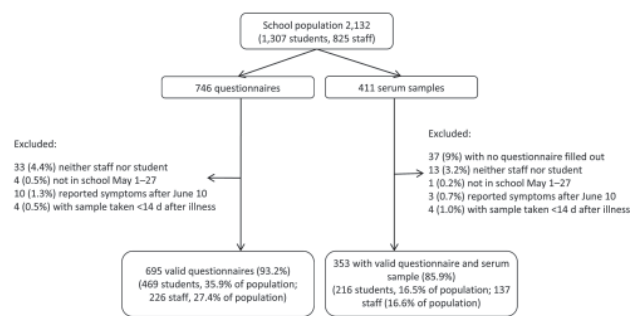 School population 2,132
(1,307 students, 825 staff)
746 questionnaires
411 serum samples
Excluded:
33 (4.4%) neither staff nor student
4 (0.5%) not in school May 1–27
10 (1.3%) reported symptoms after June 10
4 (0.5%) with sample taken <14 d after illness
Excluded:
37 (9%) with no questionnaire filled out
13 (3.2%) neither staff nor student
1 (0.2%) not in school May 1–27
3 (0.7%) reported symptoms after June 10
4 (1.0%) with sample taken <14 d after illness
695 valid questionnaires (93.2%)
(469 students, 35.9% of population;
226 staff, 27.4% of population)
353 with valid questionnaire and serum
sample (85.9%)
(216 students, 16.5% of population; 137
staff (16.6% of population)